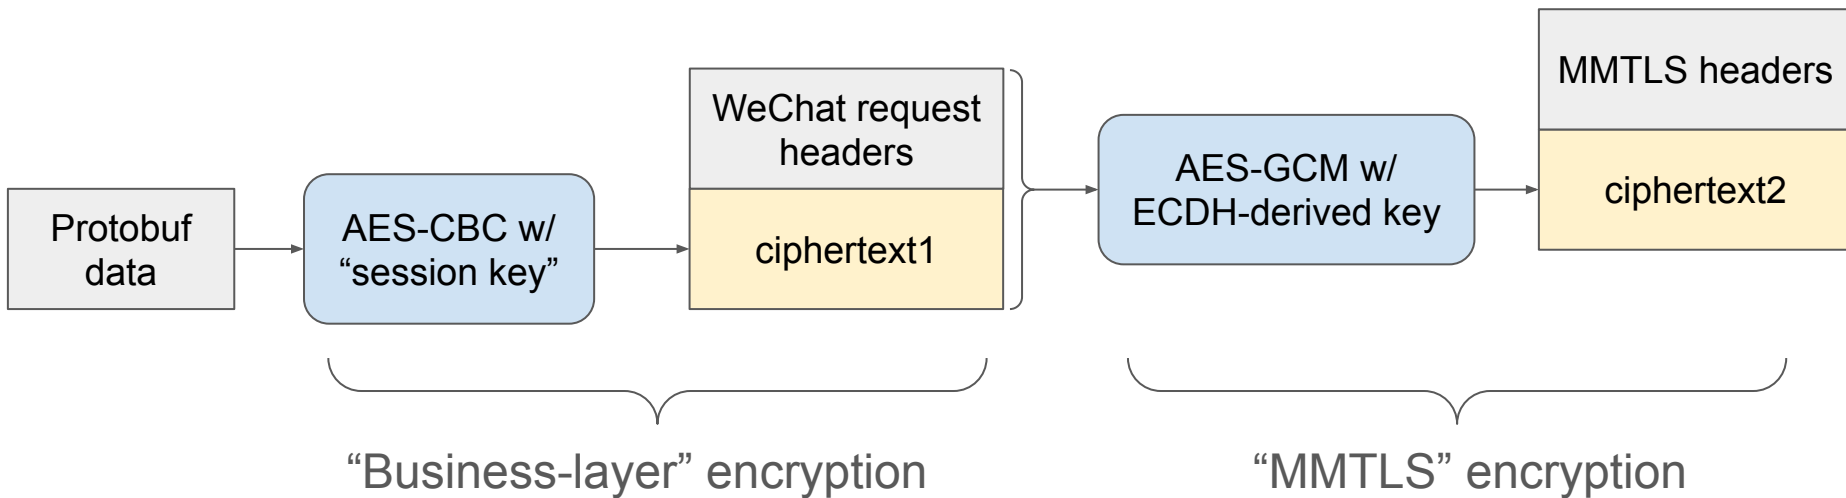 Protobuf
data
AES-CBC w/
“session key”
WeChat request
headers
ciphertext1
AES-GCM w/
ECDH-derived key
MMTLS headers
ciphertext2
“Business-layer” encryption
“MMTLS” encryption